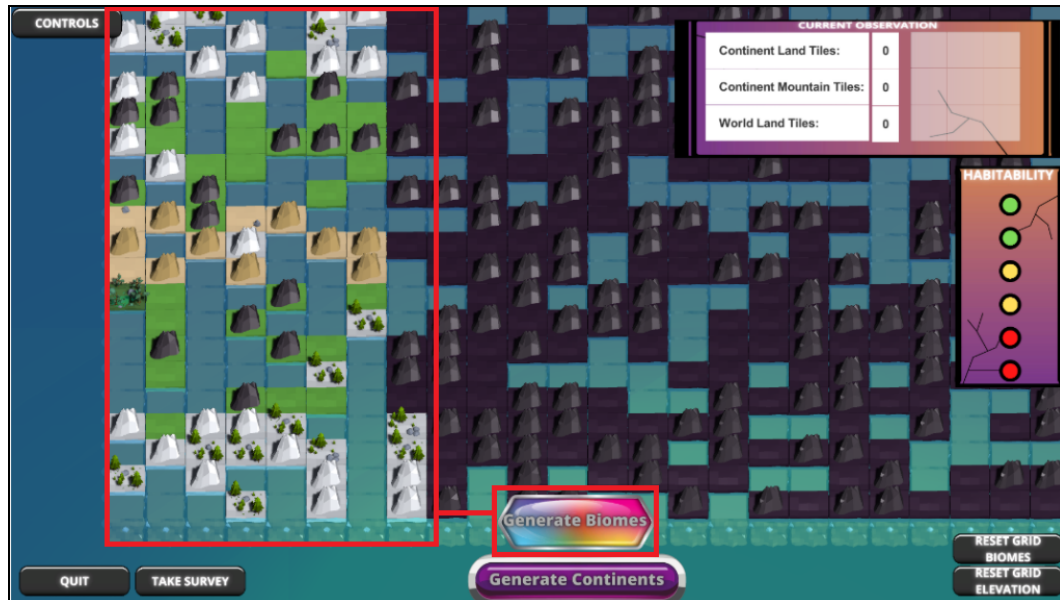 CONTROLS
CURRENT OBSERVATION
Continent Land Tiles: 0
Continent Mountain Tiles: 0
World Land Tiles: 0
HABITABILITY
Generate Biomes
Generate Continents
QUIT
TAKE SURVEY
RESET GRID
BIOMES
RESET GRID
ELEVATION